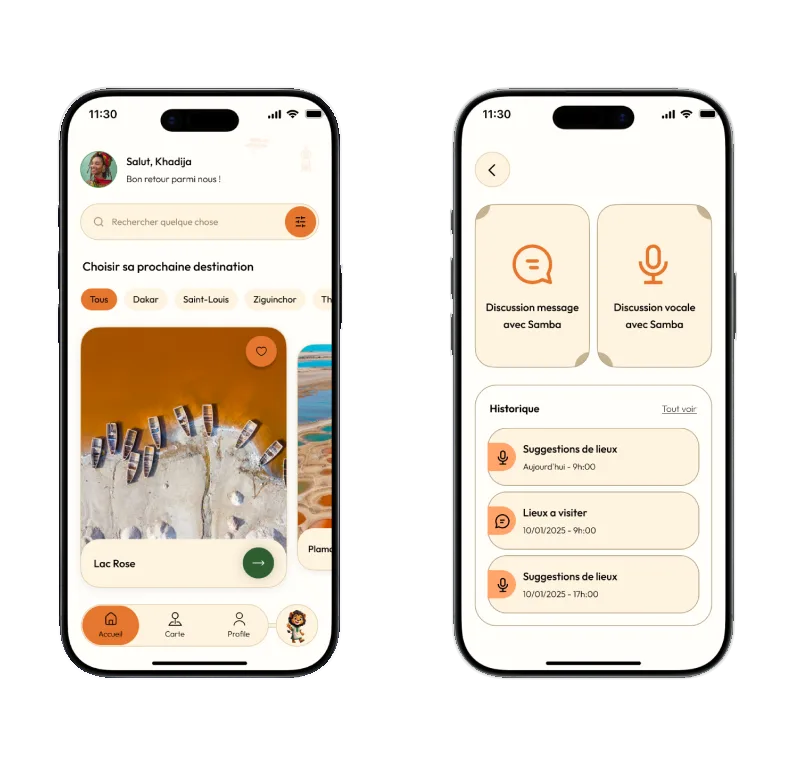 11:30
Salut, Khadija
Bon retour parmi nous !
Rechercher quelque chose
Choisir sa prochaine destination
Tous
Dakar
Saint-Louis
Ziguinchor
Th
Lac Rose
Plama
Accueil
Carte
Profile
11:30
Discussion message
avec Samba
Discussion vocale
avec Samba
Historique
Tout voir
Suggestions de lieux
Aujourd'hui - 9h:00
Lieux a visiter
10/01/2025 - 9h:00
Suggestions de lieux
10/01/2025 - 17h:00